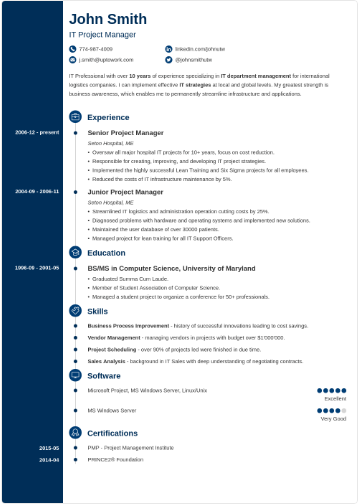 John Smith
IT Project Manager
774-987-4009
linkedin.com/johnutw
j.smith@uptowork.com
@johnsmithutw
IT Professional with over 10 years of experience specializing in IT department management for international
logistics companies. I can implement effective IT strategies at local and global levels. My greatest strength is
business awareness, which enables me to permanently streamline infrastructure and applications.
Experience
2006-12 - present
Senior Project Manager
Seton Hospital, ME
• Oversaw all major hospital IT projects for 10+ years, focus on cost reduction.
• Responsible for creating, improving, and developing IT project strategies.
• Implemented the highly successful Lean Training and Six Sigma projects for all employees.
• Reduced the costs of IT infrastructure maintenance by 5%.
2004-09 - 2006-11
Junior Project Manager
Seton Hospital, ME
• Streamlined IT logistics and administration operation cutting costs by 25%.
• Diagnosed problems with hardware and operating systems and implemented new solutions.
• Maintained the user database of over 30000 patients.
• Managed project for lean training for all IT Support Officers.
Education
1996-09 - 2001-05
BS/MS in Computer Science, University of Maryland
• Graduated Summa Cum Laude.
• Member of Student Association of Computer Science.
• Managed a student project to organize a conference for 50+ professionals.
Skills
Business Process Improvement - history of successful innovations leading to cost savings.
Vendor Management - managing vendors in projects with budget over $1'000'000.
Project Scheduling - over 90% of projects led were finished in due time.
Sales Analysis - background in IT Sales with deep understanding of negotiating contracts.
Software
Microsoft Project, MS Windows Server, Linux/Unix
Excellent
MS Windows Server
Very Good
Certifications
2015-05
PMP - Project Management Institute
2014-04
PRINCE2® Foundation